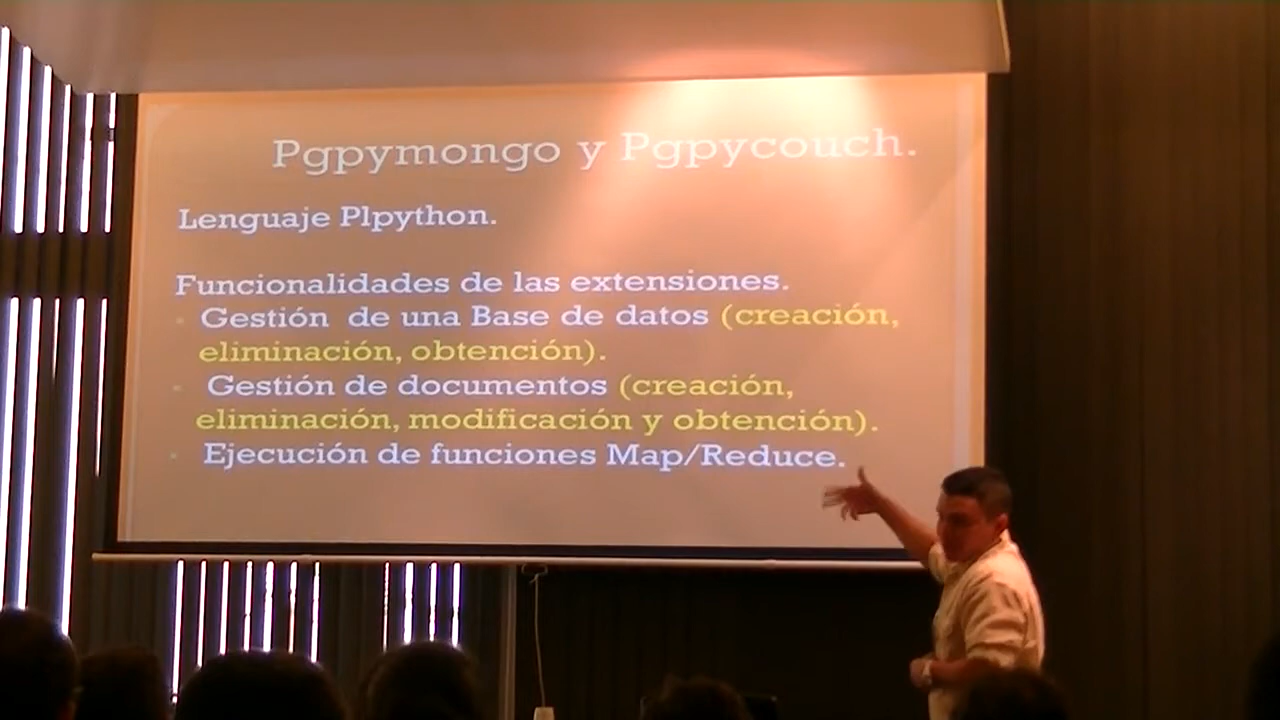 Pgpymongo y Pgpycouch.
Lenguaje Plpython.
Funcionalidades de las extensiones.
Gestión de una Base de datos (creación,
eliminación, obtención).
Gestión de documentos (creación,
eliminación, modificación y obtención).
Ejecución de funciones Map/Reduce.